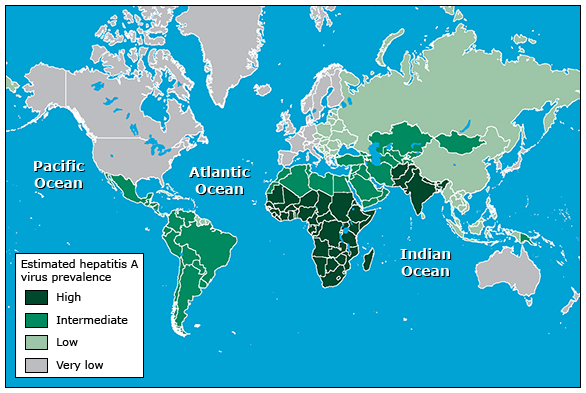 Pacific
Ocean
Atlantic
Ocean
Indian
Ocean
Estimated hepatitis A
virus prevalence
High
Intermediate
Low
Very low